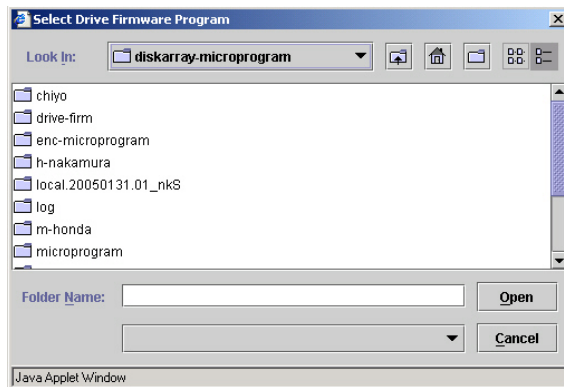 Select Drive Firmware Program
Look In: diskarray-microprogram
chiyo
drive-firm
enc-microprogram
h-nakamura
local.20050131.01_nkS
log
m-honda
microprogram
Folder Name: Open
Cancel
Java Applet Window